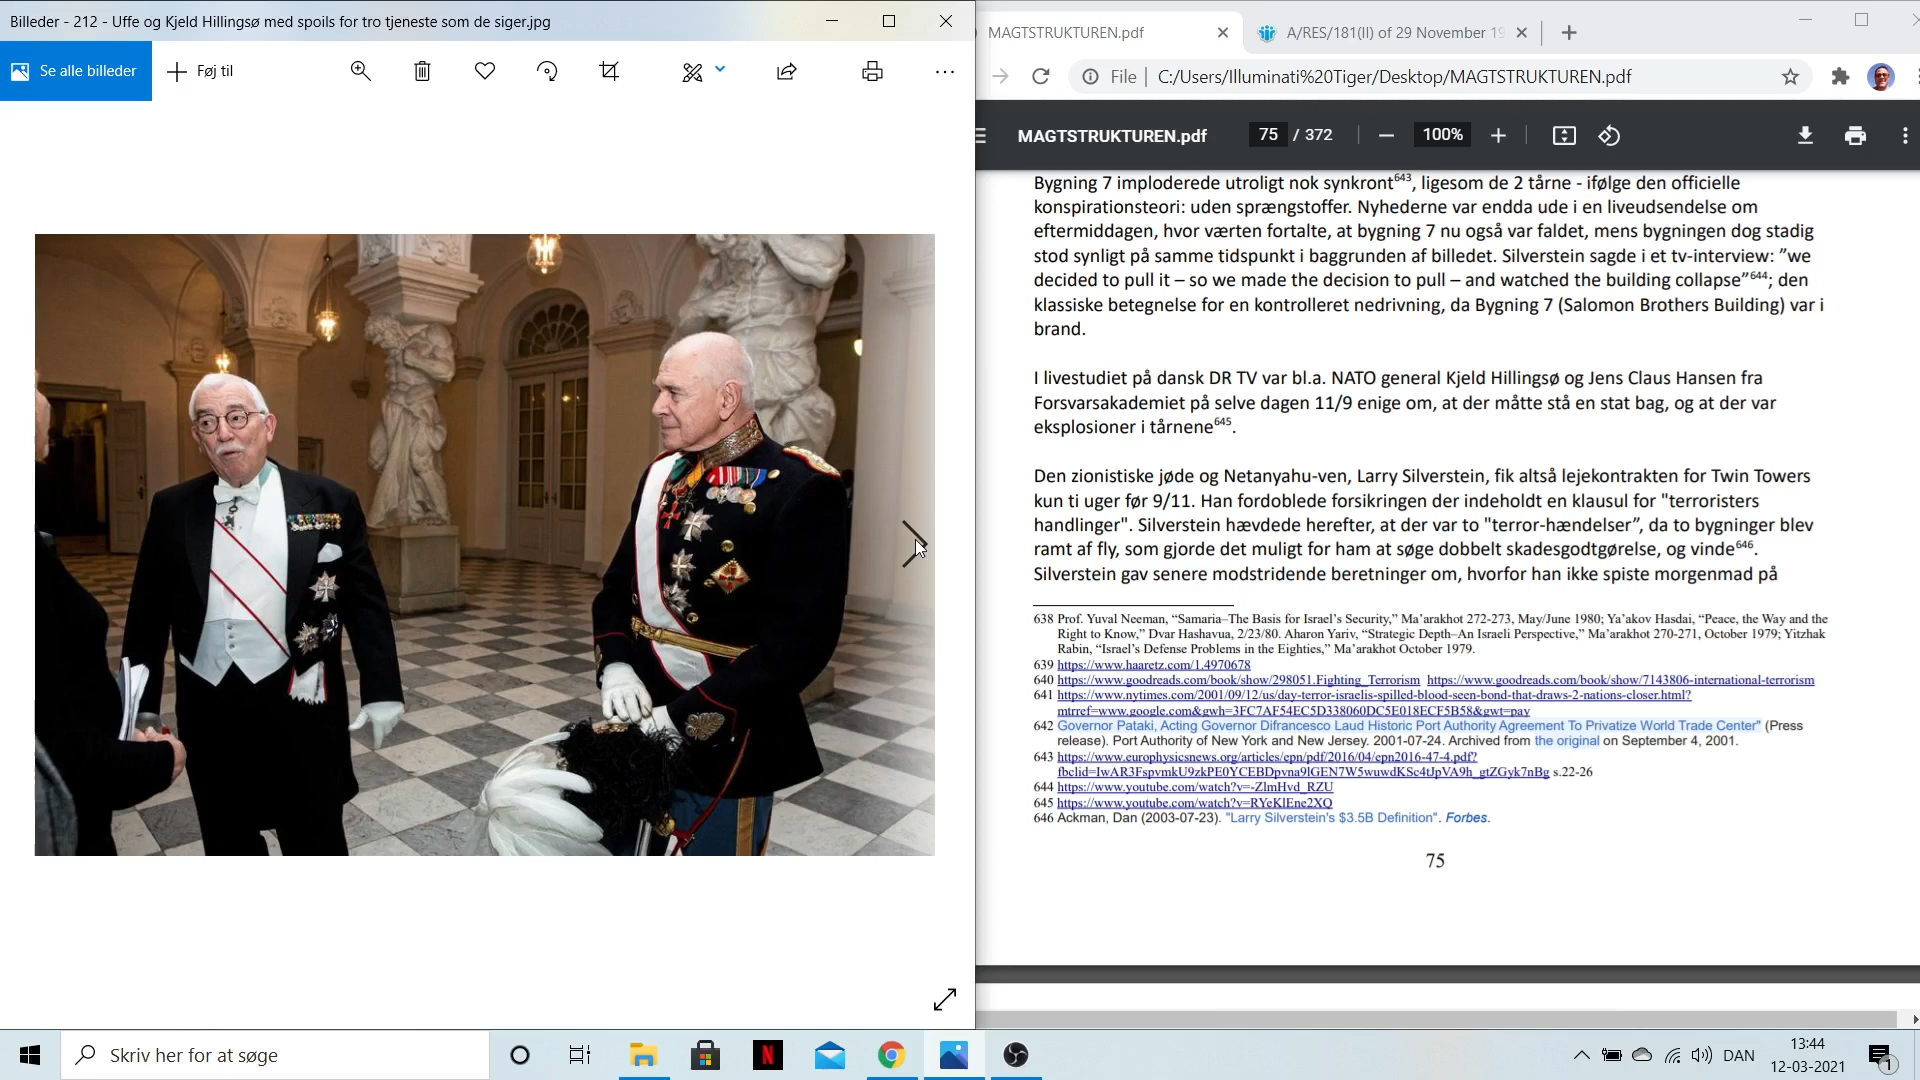 Billeder - 212 - Uffe og Kjeld Hillingsø med spoils for tro tjeneste som de siger.jpg
Se alle billeder
Føj til
MAGTSTRUKTUREN.pdf
A/RES/181(II) of 29 November 19
File
C:/Users/Illuminati%20Tiger/Desktop/MAGTSTRUKTUREN.pdf
MAGTSTRUKTUREN.pdf
75 / 372
100%
Bygning 7 imploderede utroligt nok synkront643, ligesom de 2 tårne - ifølge den officielle
konspirationsteori: uden sprængstoffer. Nyhederne var endda ude i en liveudsendelse om
eftermiddagen, hvor værten fortalte, at bygning 7 nu også var faldet, mens bygningen dog stadig
stod synligt på samme tidspunkt i baggrunden af billedet. Silverstein sagde i et tv-interview: ”we
decided to pull it – so we made the decision to pull – and watched the building collapse”644; den
klassiske betegnelse for en kontrolleret nedrivning, da Bygning 7 (Salomon Brothers Building) var i
brand.
I livestudiet på dansk DR TV var bl.a. NATO general Kjeld Hillingsø og Jens Claus Hansen fra
Forsvarsakademiet på selve dagen 11/9 enige om, at der måtte stå en stat bag, og at der var
eksplosioner i tårnene645.
Den zionistiske jøde og Netanyahu-ven, Larry Silverstein, fik altså lejekontrakten for Twin Towers
kun ti uger før 9/11. Han fordoblede forsikringen der indeholdt en klausul for "terroristers
handlinger". Silverstein hævdede herefter, at der var to "terror-hændelser”, da to bygninger blev
ramt af fly, som gjorde det muligt for ham at søge dobbelt skadesgodtgørelse, og vinde646.
Silverstein gav senere modstridende beretninger om, hvorfor han ikke spiste morgenmad på
638 Prof. Yuval Neeman, “Samaria–The Basis for Israel’s Security,” Ma’arakhot 272-273, May/June 1980; Ya’akov Hasdai, “Peace, the Way and the
Right to Know,” Dvar Hashavua, 2/23/80. Aharon Yariv, “Strategic Depth–An Israeli Perspective,” Ma’arakhot 270-271, October 1979; Yitzhak
Rabin, “Israel’s Defense Problems in the Eighties,” Ma’arakhot October 1979.
639 https://www.haaretz.com/1.4970678
640 https://www.goodreads.com/book/show/298051.Fighting_Terrorism https://www.goodreads.com/book/show/7143806-international-terrorism
641 https://www.nytimes.com/2001/09/12/us/day-terror-israelis-spilled-blood-seen-bond-that-draws-2-nations-closer.html?
mtrref=www.google.com&gwh=3FC7AF54EC5D338060DC5E018ECF5B58&gwt=pay
642 Governor Pataki, Acting Governor Difrancesco Laud Historic Port Authority Agreement To Privatize World Trade Center" (Press
release). Port Authority of New York and New Jersey. 2001-07-24. Archived from the original on September 4, 2001.
643 https://www.europhysicsnews.org/articles/epn/pdf/2016/04/epn2016-47-4.pdf?
fbclid=IwAR3FspvmkU9zkPE0YCEBDpvna9lGEN7W5wuwdKSc4tJpVA9h_gtZGyk7nBg s.22-26
644 https://www.youtube.com/watch?v=-ZlmHvd_RZU
645 https://www.youtube.com/watch?v=RYeKlEne2XQ
646 Ackman, Dan (2003-07-23). "Larry Silverstein's $3.5B Definition". Forbes.
75
Skriv her for at søge
N
DAN
13:44
12-03-2021
1